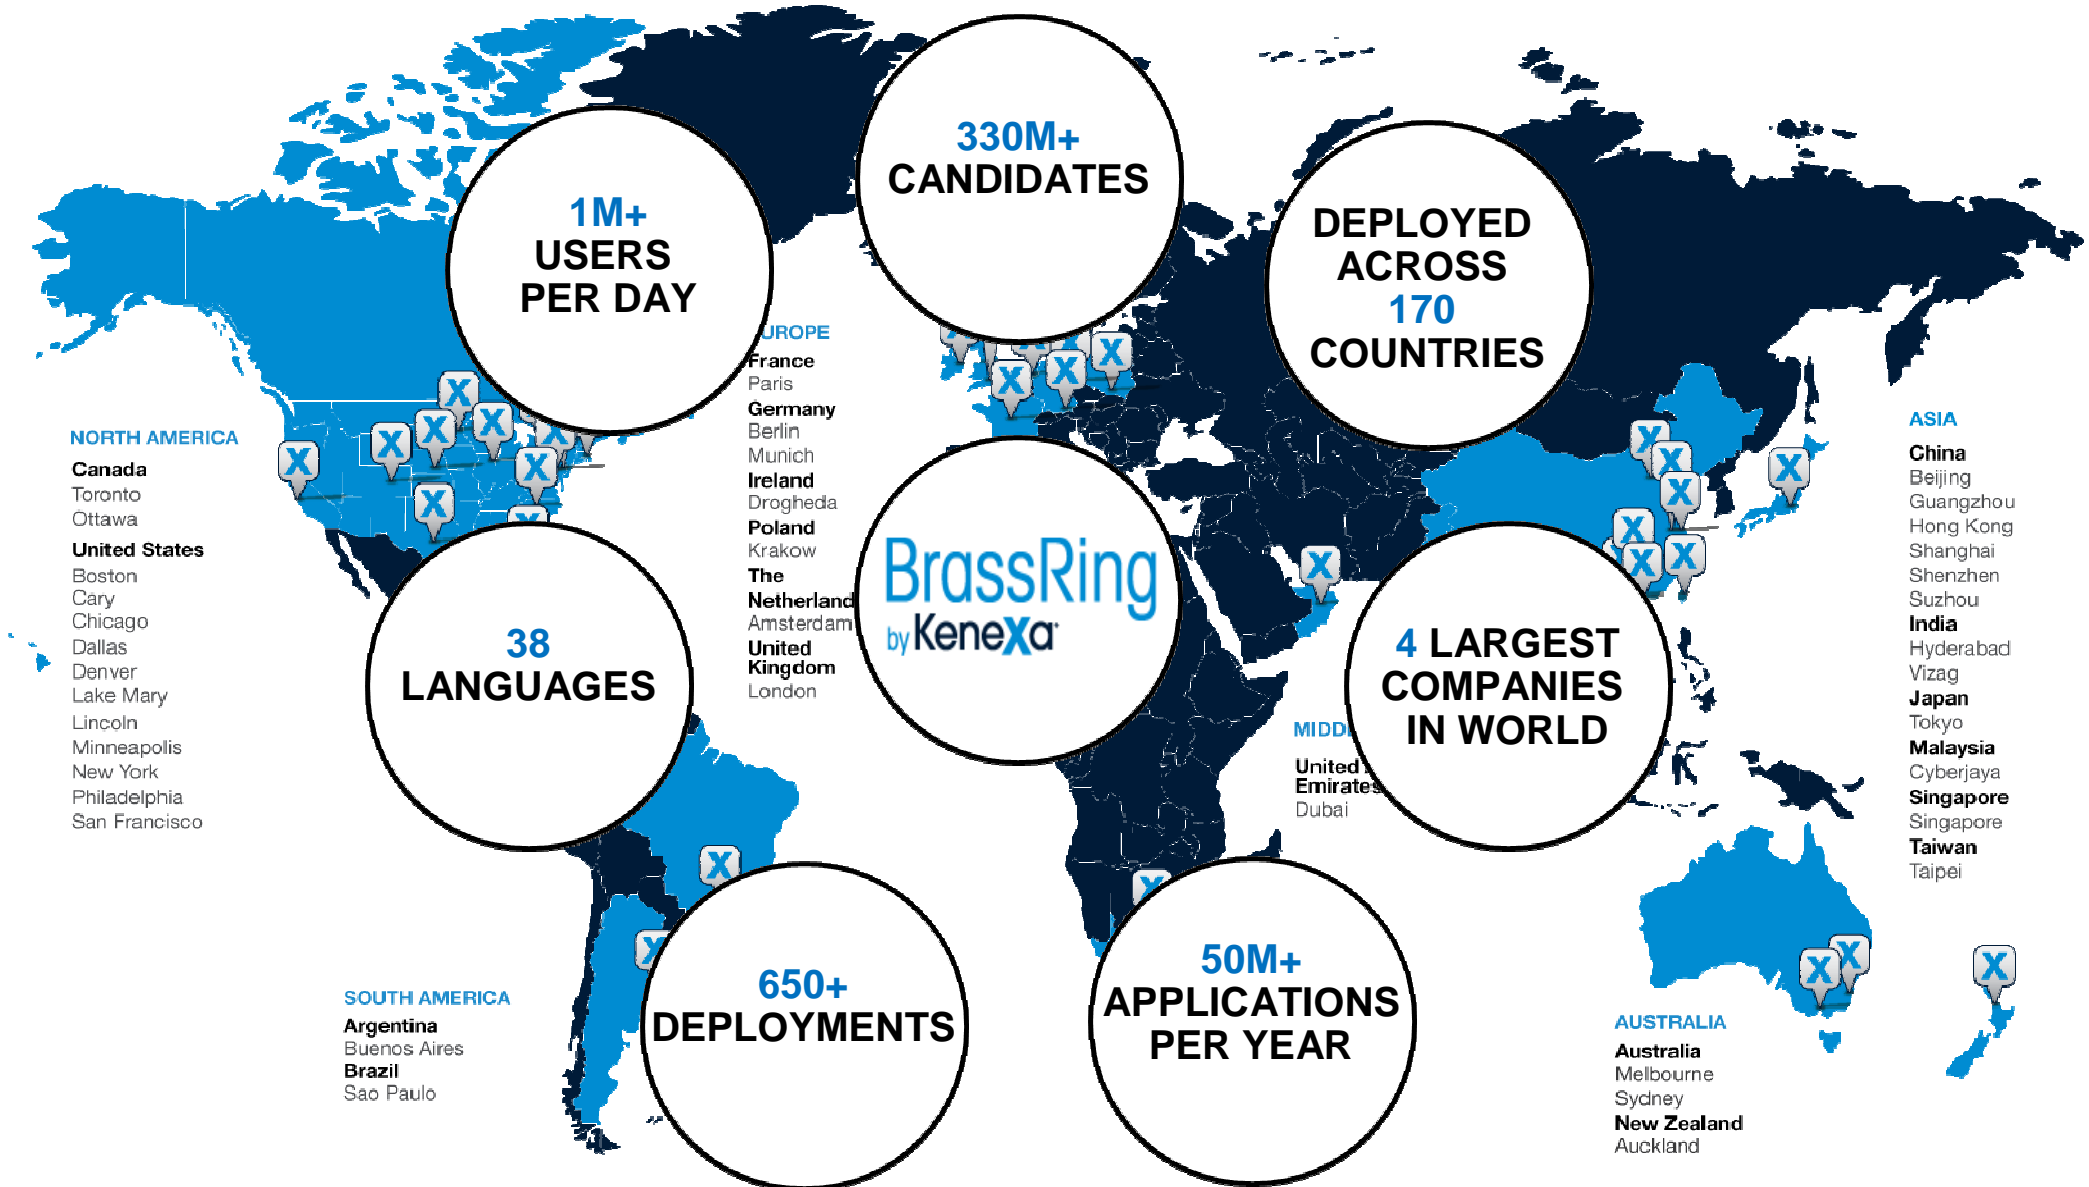 330M+
CANDIDATES
1M+
USERS
PER DAY
DEPLOYED
ACROSS
170
COUNTRIES
BrassRing
by Kenexa
38
LANGUAGES
4 LARGEST
COMPANIES
IN WORLD
650+
DEPLOYMENTS
50M+
APPLICATIONS
PER YEAR
NORTH AMERICA
Canada
Toronto
Ottawa
United States
Boston
Cary
Chicago
Dallas
Denver
Lake Mary
Lincoln
Minneapolis
New York
Philadelphia
San Francisco
SOUTH AMERICA
Argentina
Buenos Aires
Brazil
Sao Paulo
UROPE
France
Paris
Germany
Berlin
Munich
Ireland
Drogheda
Poland
Krakow
The
Netherland
Amsterdam
United
Kingdom
London
MIDD
United
Emirates
Dubai
ASIA
China
Beijing
Guangzhou
Hong Kong
Shanghai
Shenzhen
Suzhou
India
Hyderabad
Vizag
Japan
Tokyo
Malaysia
Cyberjaya
Singapore
Singapore
Taiwan
Taipei
AUSTRALIA
Australia
Melbourne
Sydney
New Zealand
Auckland